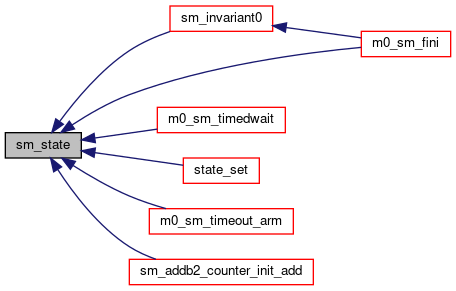 sm_invariant0
m0_sm_fini
m0_sm_timedwait
sm_state
state_set
m0_sm_timeout_arm
sm_addb2_counter_init_add